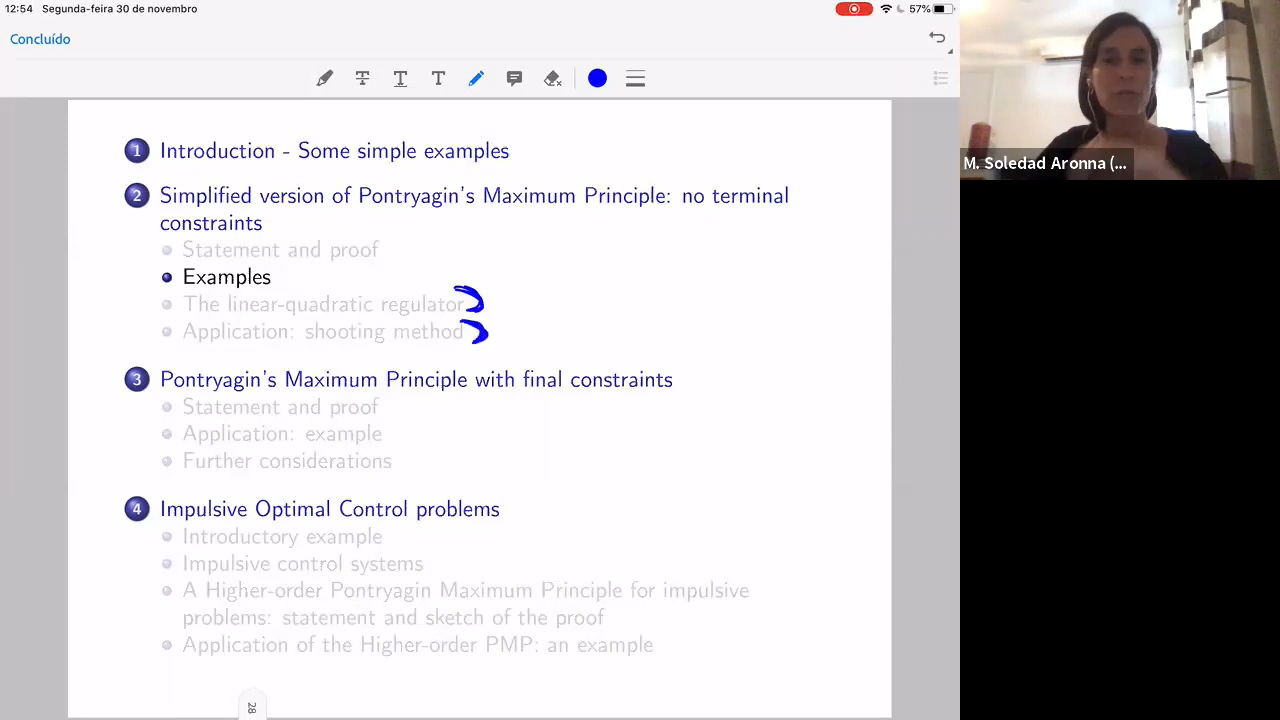 12:54 Segunda-feira 30 de novembro
57%
Concluído
T T T
1 Introduction - Some simple examples
2 Simplified version of Pontryagin's Maximum Principle: no terminal
constraints
Statement and proof
Examples
The linear-quadratic regulator
Application: shooting method
3 Pontryagin's Maximum Principle with final constraints
Statement and proof
Application: example
Further considerations
4 Impulsive Optimal Control problems
Introductory example
Impulsive control systems
A Higher-order Pontryagin Maximum Principle for impulsive
problems: statement and sketch of the proof
Application of the Higher-order PMP: an example
28
M. Soledad Aronna (...